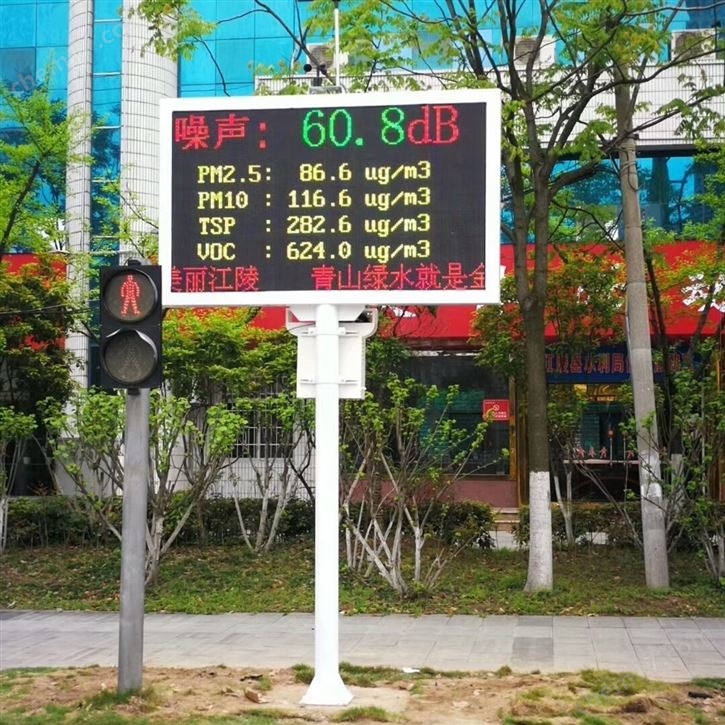 噪声: 60.8dB
PM2.5: 86.6 ug/m3
PM10 : 116.6 ug/m3
TSP : 282.6 ug/m3
VOC : 624.0 ug/m3
美丽江陵 青山绿水就是金